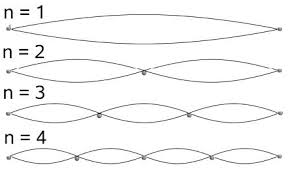 n = 1
n = 2
n = 3
n = 4